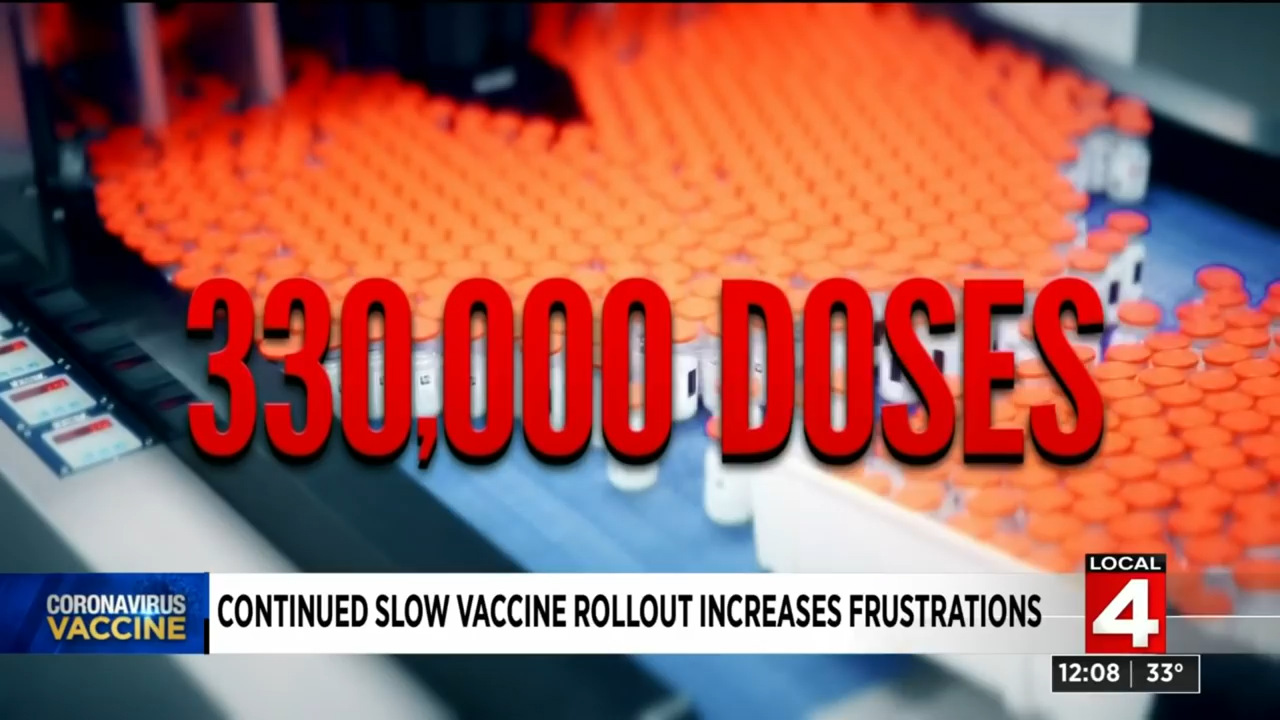 330,000 DOSES
CORONAVIRUS
VACCINE
CONTINUED SLOW VACCINE ROLLOUT INCREASES FRUSTRATIONS
LOCAL
4
12:08 | 33°